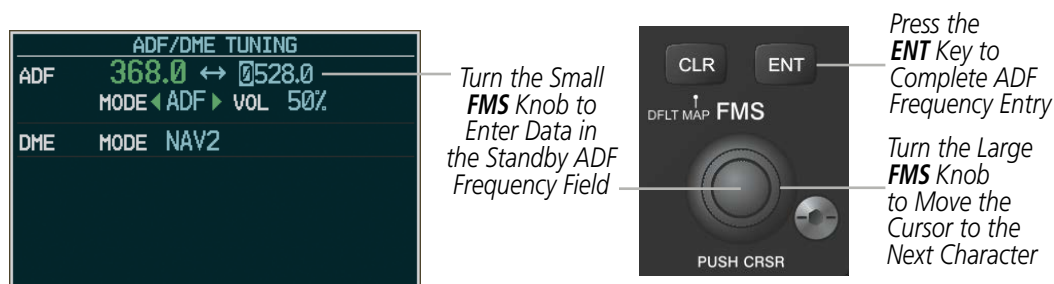 ADF/DME TUNING
ADF 368.0 ↔ 0528.0
MODE ◀ ADF ▶ VOL 50%
DME MODE NAV2
Turn the Small
FMS Knob to
Enter Data in
the Standby ADF
Frequency Field
CLR ENT
DFLT MAP FMS
PUSH CRSR
Press the
ENT Key to
Complete ADF
Frequency Entry
Turn the Large
FMS Knob
to Move the
Cursor to the
Next Character